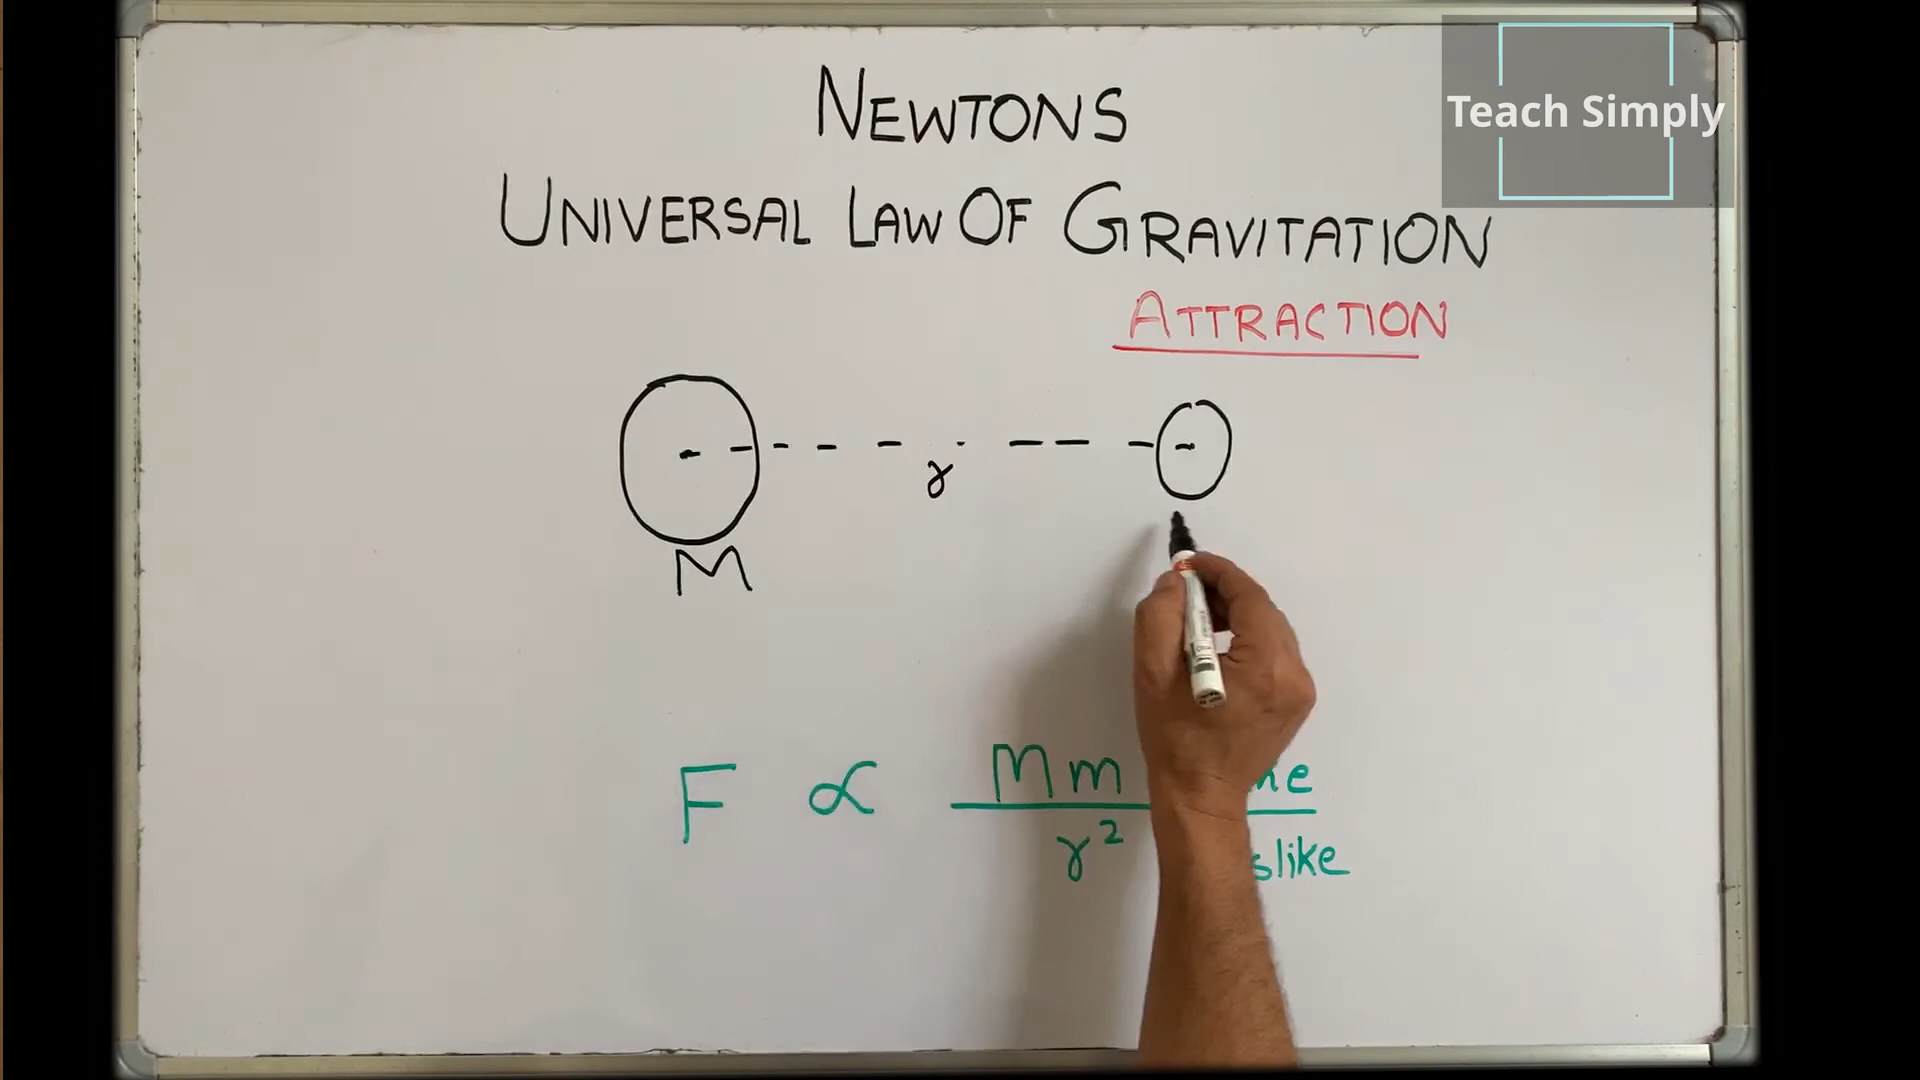 Teach Simply
NEWTONS
UNIVERSAL LAW OF GRAVITATION
ATTRACTION
r
M
F ∝ Mm
r²